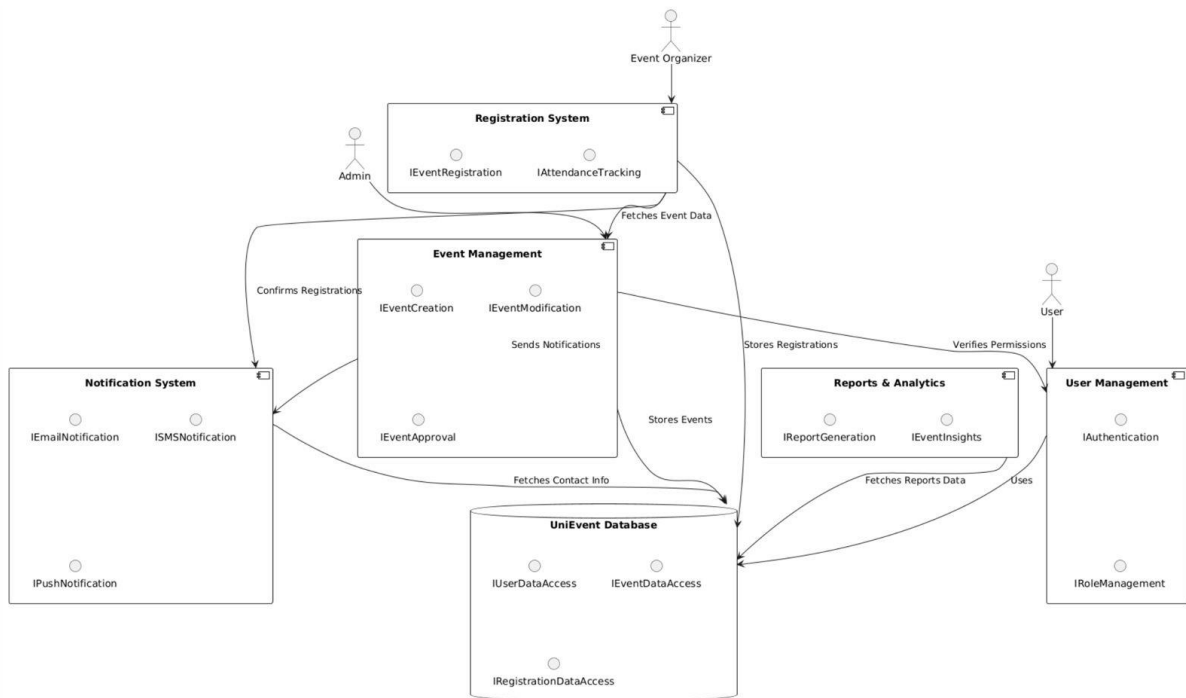 Event Organizer
Registration System
IEventRegistration
IAttendanceTracking
Admin
Fetches Event Data
Event Management
IEventCreation
IEventModification
Confirms Registrations
User
Sends Notifications
Stores Registrations
Verifies Permissions
Notification System
IEmailNotification
ISMSNotification
Reports & Analytics
IReportGeneration
IEventInsights
User Management
IAuthentication
IEventApproval
Stores Events
Fetches Contact Info
Fetches Reports Data
Uses
UniEvent Database
IUserDataAccess
IEventDataAccess
IPushNotification
IRoleManagement
IRegistrationDataAccess